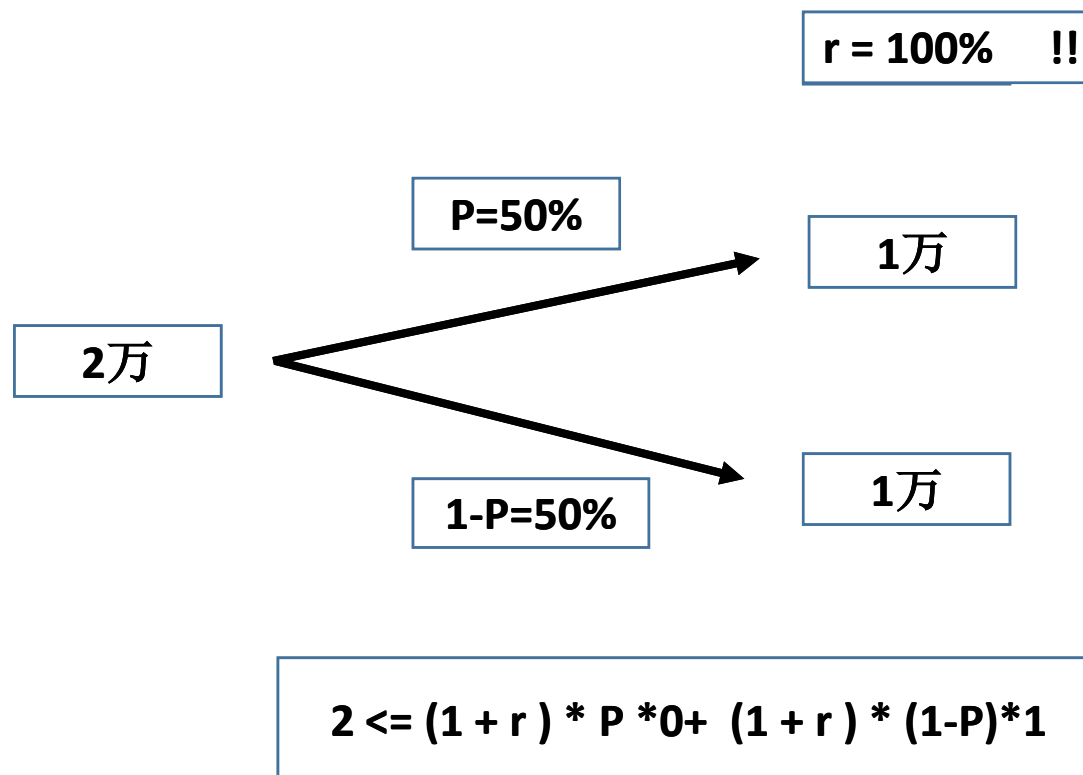 r = 100% !!
P=50%
1万
2万
1万
1-P=50%
2 <= (1 + r ) * P *0+ (1 + r ) * (1-P)*1